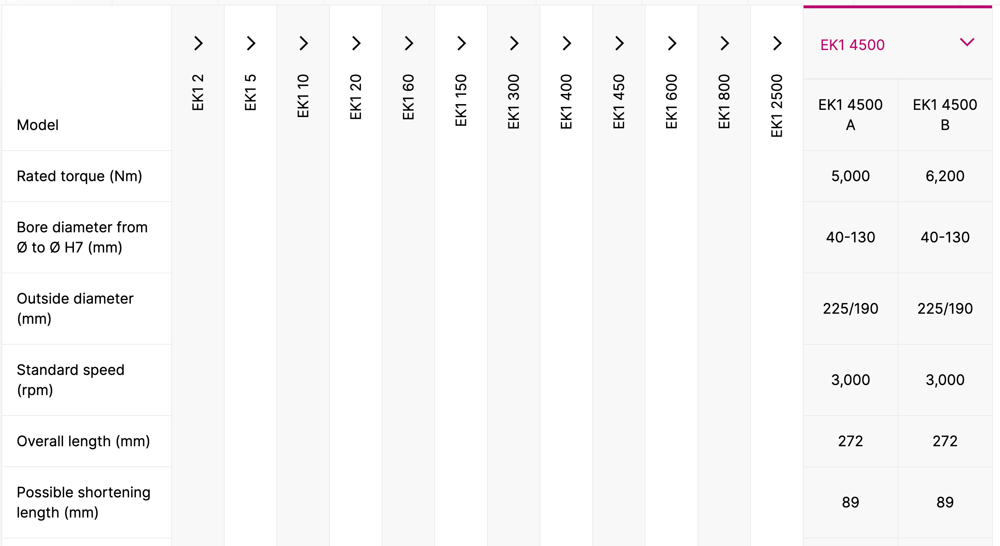 Model
EK1 2
EK1 5
EK1 10
EK1 20
EK1 60
EK1 150
EK1 300
EK1 400
EK1 450
EK1 600
EK1 800
EK1 2500
EK1 4500
EK1 4500
A
EK1 4500
B
Rated torque (Nm)
5,000
6,200
Bore diameter from
Ø to Ø H7 (mm)
40-130
40-130
Outside diameter
(mm)
225/190
225/190
Standard speed
(rpm)
3,000
3,000
Overall length (mm)
272
272
Possible shortening
length (mm)
89
89